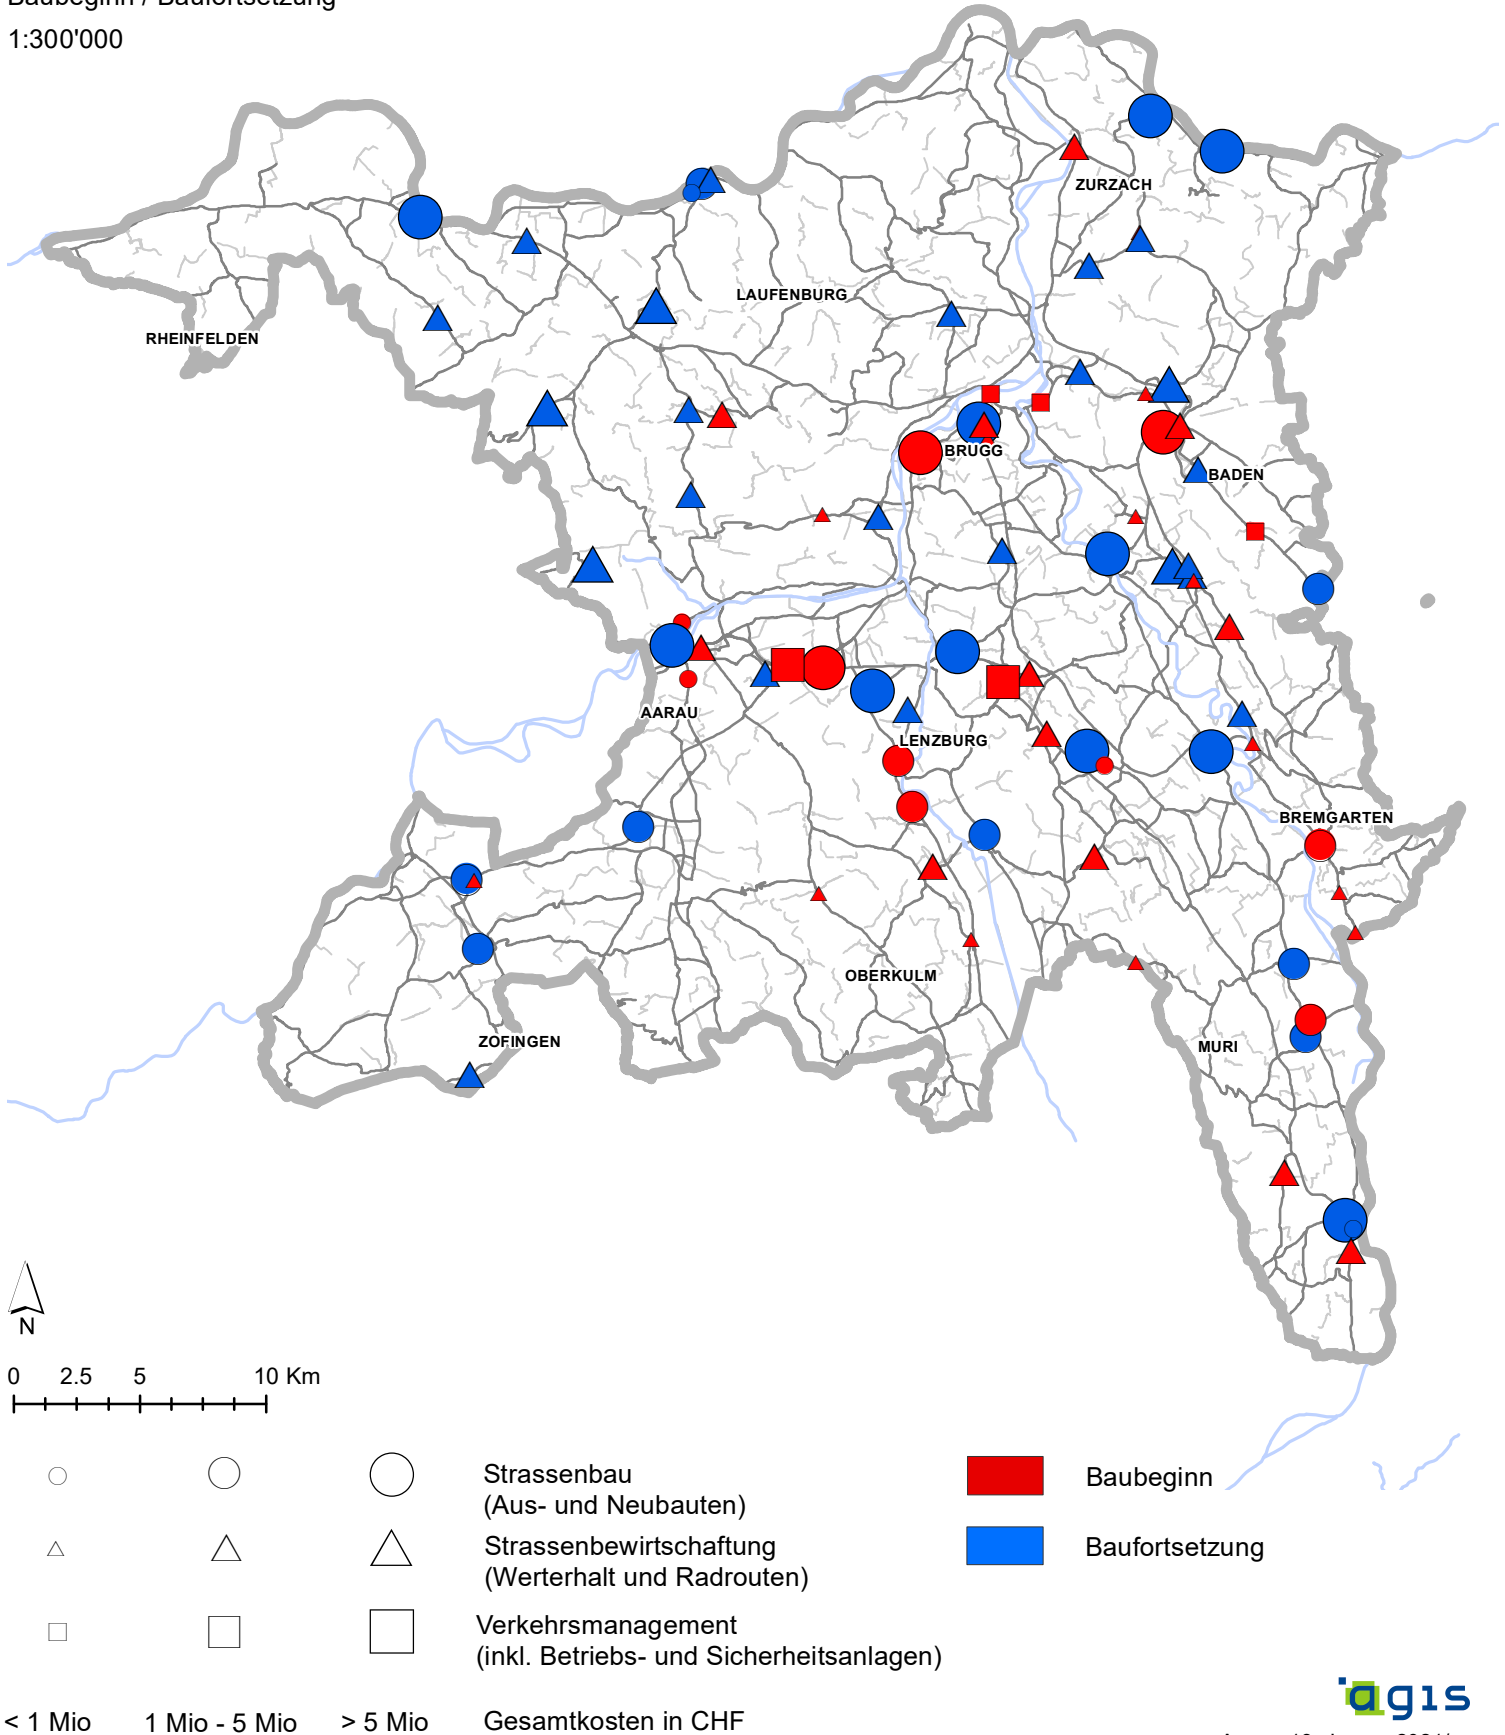 Baubeginn / Baufortsetzung
1:300'000
ZURZACH
LAUFENBURG
RHEINFELDEN
BRUGG
BADEN
AARAU
LENZBURG
BREMGARTEN
OBERKULM
ZOFINGEN
MURI
N
0 2.5 5 10 Km
Strassenbau
(Aus- und Neubauten)
Baubeginn
Strassenbewirtschaftung
(Werterhalt und Radrouten)
Baufortsetzung
Verkehrsmanagement
(inkl. Betriebs- und Sicherheitsanlagen)
agis
< 1 Mio 1 Mio - 5 Mio > 5 Mio Gesamtkosten in CHF